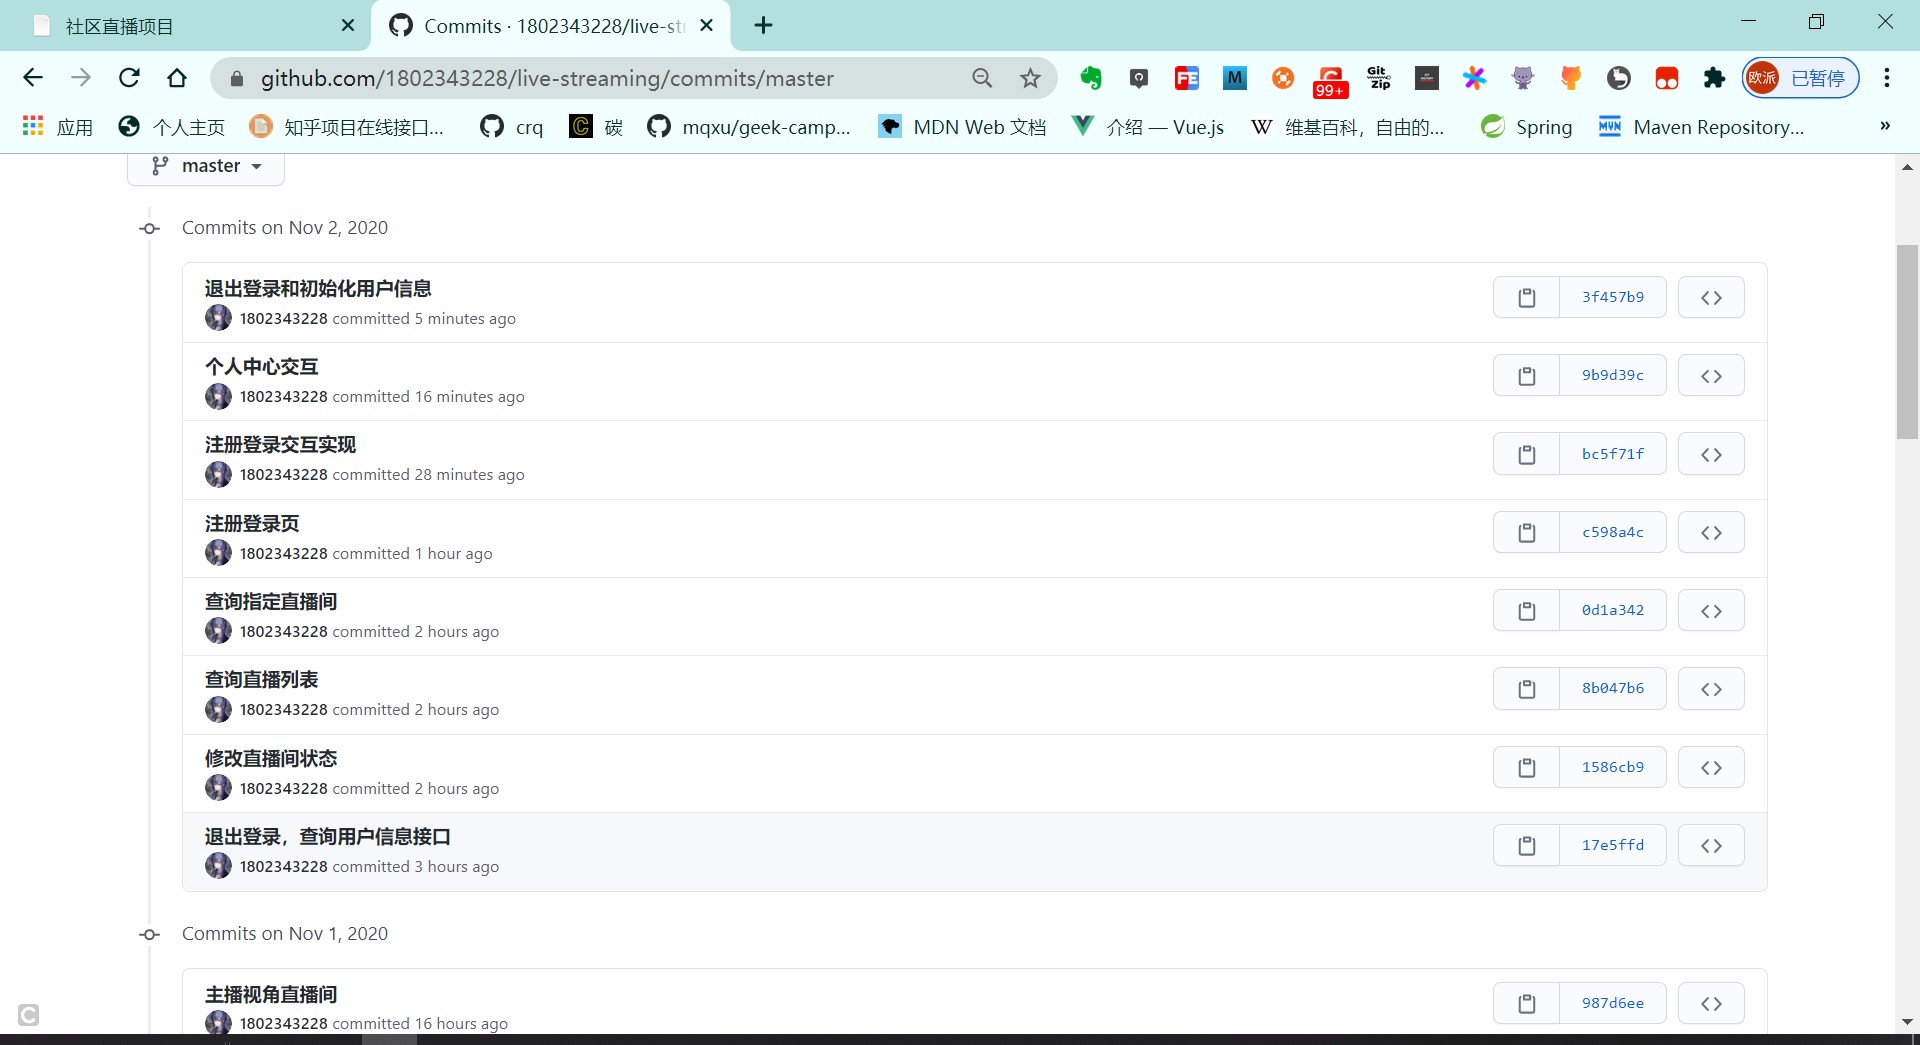 社区直播项目
Commits · 1802343228/live-str
github.com/1802343228/live-streaming/commits/master
FE
M
99+
Git
Zip
欧派 已暂停
应用
个人主页
知乎项目在线接口...
crq
C 碳
mqxu/geek-camp...
MDN Web 文档
介绍 — Vue.js
W 维基百科，自由的...
Spring
MVN Maven Repository...
»
master
Commits on Nov 2, 2020
退出登录和初始化用户信息
3f457b9
1802343228 committed 5 minutes ago
个人中心交互
9b9d39c
1802343228 committed 16 minutes ago
注册登录交互实现
bc5f71f
1802343228 committed 28 minutes ago
注册登录页
c598a4c
1802343228 committed 1 hour ago
查询指定直播间
0d1a342
1802343228 committed 2 hours ago
查询直播列表
8b047b6
1802343228 committed 2 hours ago
修改直播间状态
1586cb9
1802343228 committed 2 hours ago
退出登录，查询用户信息接口
17e5ffd
1802343228 committed 3 hours ago
Commits on Nov 1, 2020
主播视角直播间
987d6ee
1802343228 committed 16 hours ago
C